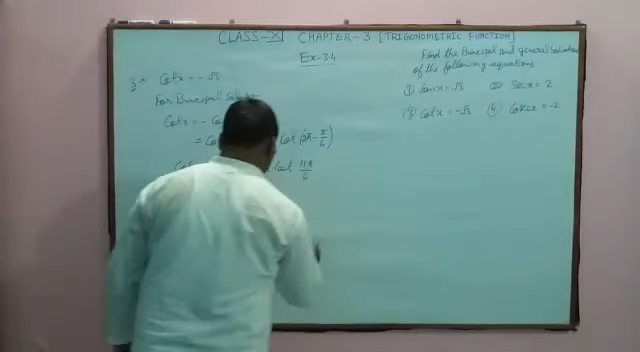 CLASS-XI CHAPTER-3 [TRIGONOMETRIC FUNCTION]
Ex-3.4
Find the Principal and general Solution
of the following equations
① tanx = √3 ② Secx = 2
③ Cotx = -√3 ④ Cosecx = -2
3. Cotx = -√3
For Principal Solution
Cotx = - Cot
= Cot Cot (2π - π/6)
Cot 11π/6